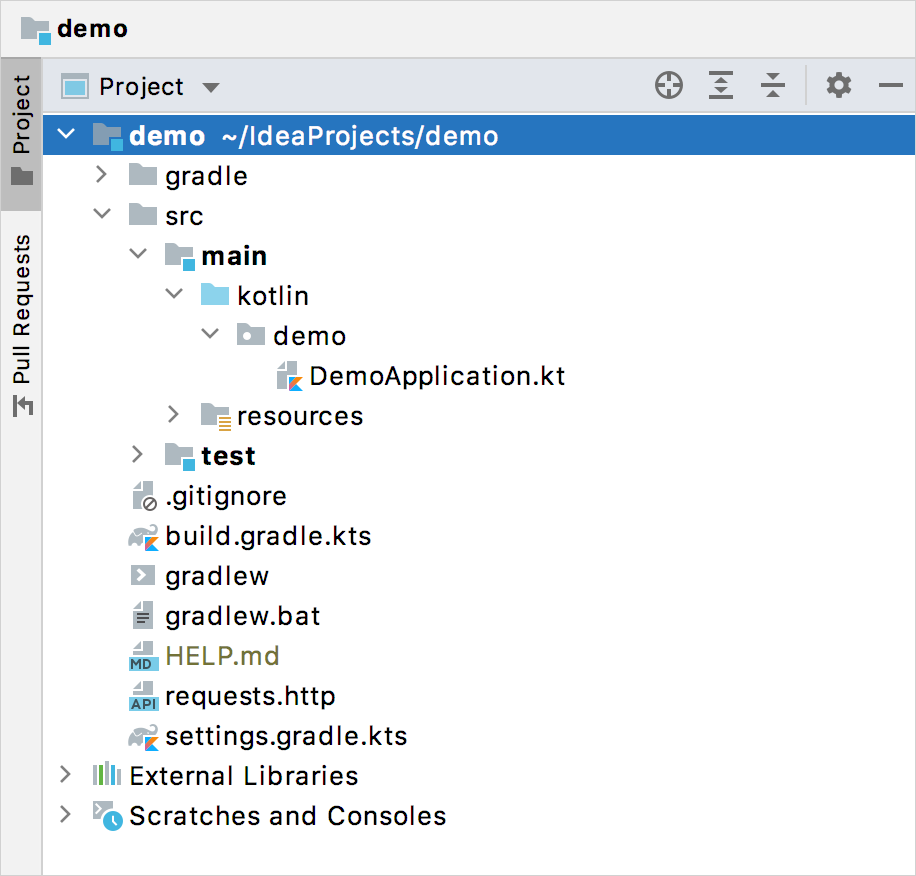 demo
Project
Project
Pull Requests
demo ~/IdeaProjects/demo
gradle
src
main
kotlin
demo
DemoApplication.kt
resources
test
.gitignore
build.gradle.kts
gradlew
gradlew.bat
MD HELP.md
API requests.http
settings.gradle.kts
External Libraries
Scratches and Consoles